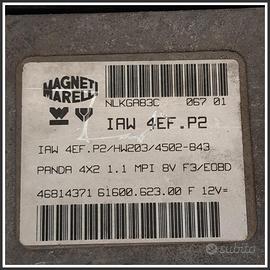 MAGNETI
MARELLI
NLKGA83C 067 01
IAW 4EF.P2
IAW 4EF.P2/HW203/4502-843
PANDA 4X2 1.1 MPI 8V F3/EOBD
46814371 61600.623.00 F 12V=
subito